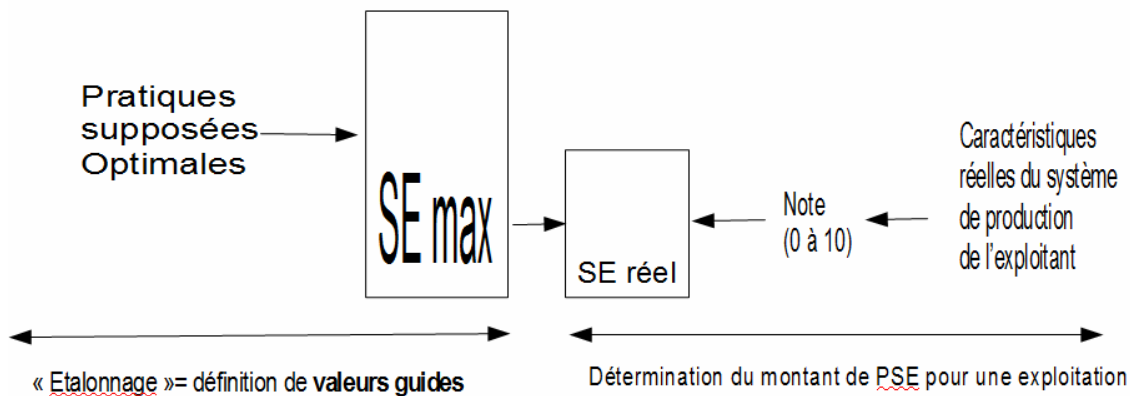 Pratiques
supposées
Optimales
SE max
SE réel
Note
(0 à 10)
Caractéristiques
réelles du système
de production
de l'exploitant
« Etalonnage »= définition de valeurs guides
Détermination du montant de PSE pour une exploitation